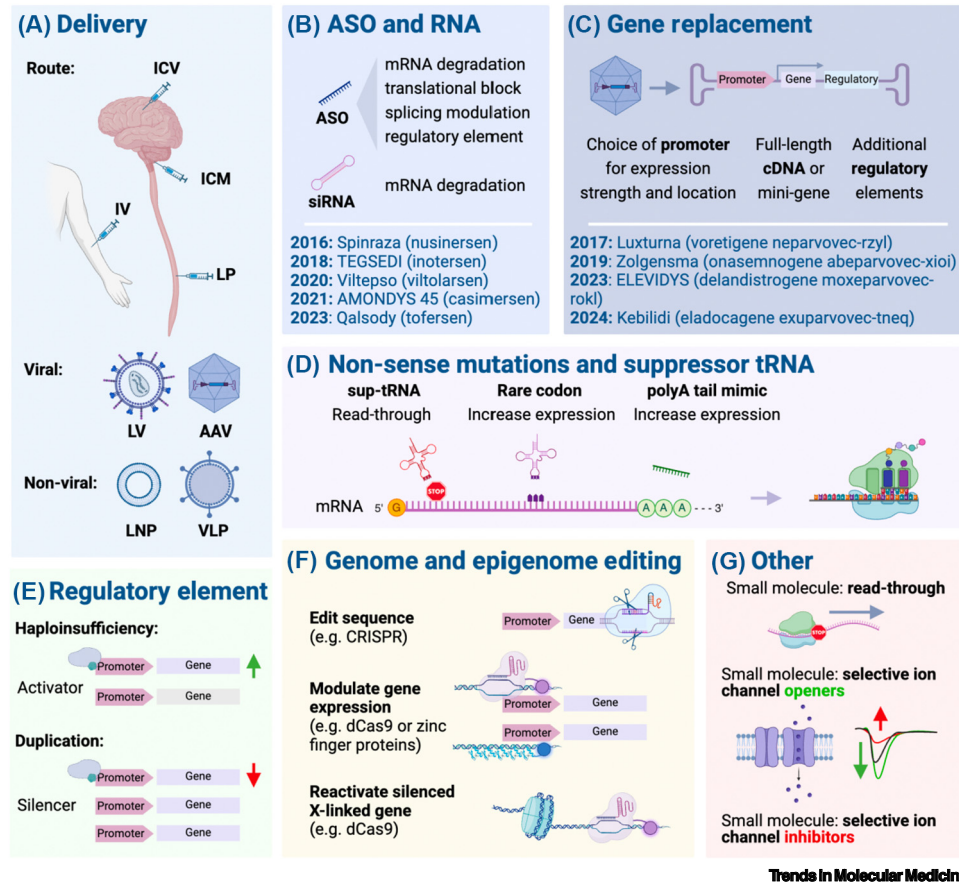 (A) Delivery
Route:
ICV
ICM
IV
LP
Viral:
LV
AAV
Non-viral:
LNP
VLP
(B) ASO and RNA
ASO
mRNA degradation
translational block
splicing modulation
regulatory element
siRNA
mRNA degradation
2016: Spinraza (nusinersen)
2018: TEGSEDI (inotersen)
2020: Viltepso (viltolarsen)
2021: AMONDYS 45 (casimersen)
2023: Qalsody (tofersen)
(C) Gene replacement
Promoter Gene Regulatory
Choice of promoter
for expression
strength and location
Full-length
cDNA or
mini-gene
Additional
regulatory
elements
2017: Luxturna (voretigene neparvovec-rzyl)
2019: Zolgensma (onasemnogene abeparvovec-xioi)
2023: ELEVIDYS (delandistrogene moxeparvovec-
rokl)
2024: Kebilidi (eladocagene exuparvovec-tneq)
(D) Non-sense mutations and suppressor tRNA
sup-tRNA
Read-through
Rare codon
Increase expression
polyA tail mimic
Increase expression
STOP
mRNA 5' G A A A --- 3'
(E) Regulatory element
Haploinsufficiency:
Activator
Promoter Gene
Promoter Gene
Duplication:
Silencer
Promoter Gene
Promoter Gene
Promoter Gene
(F) Genome and epigenome editing
Edit sequence
(e.g. CRISPR)
Promoter Gene
Modulate gene
expression
(e.g. dCas9 or zinc
finger proteins)
Promoter Gene
Promoter Gene
Reactivate silenced
X-linked gene
(e.g. dCas9)
(G) Other
Small molecule: read-through
STOP
Small molecule: selective ion
channel openers
Small molecule: selective ion
channel inhibitors
Trends in Molecular Medicin